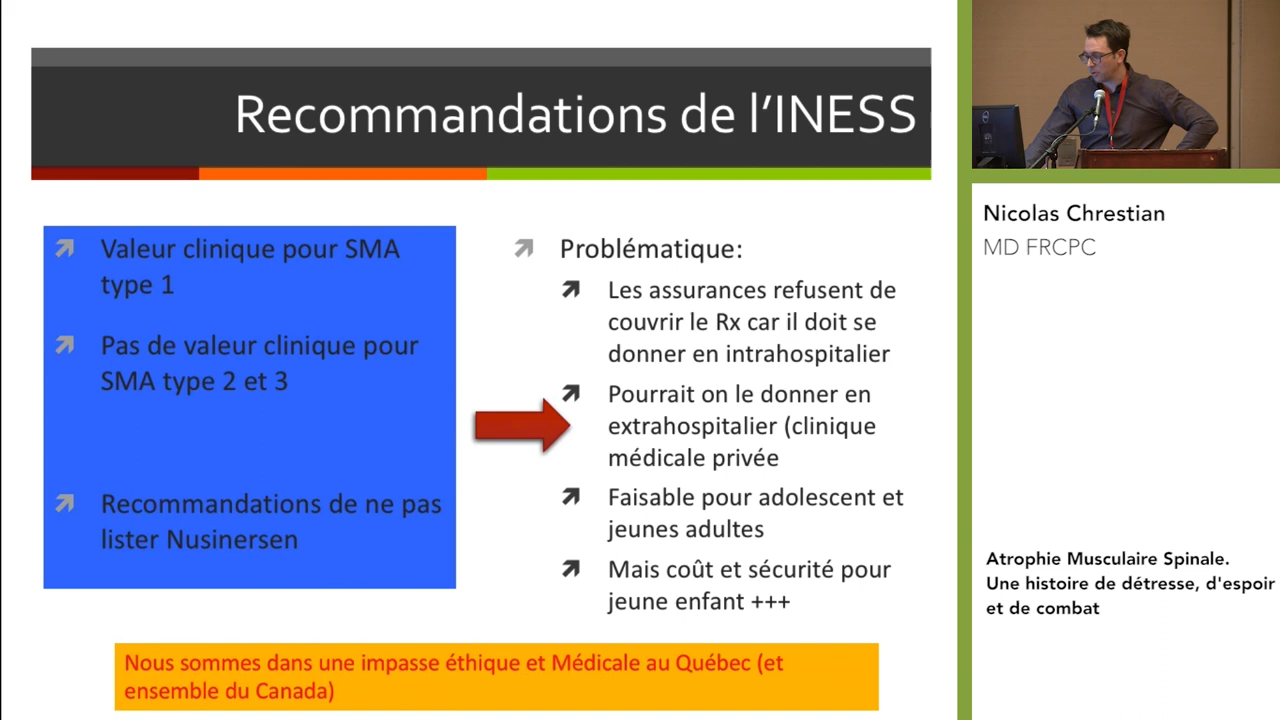 Recommandations de l'INESS
Valeur clinique pour SMA
type 1
Pas de valeur clinique pour
SMA type 2 et 3
Recommandations de ne pas
lister Nusinersen
Problématique:
Les assurances refusent de
couvrir le Rx car il doit se
donner en intrahospitalier
Pourrait on le donner en
extrahospitalier (clinique
médicale privée
Faisable pour adolescent et
jeunes adultes
Mais coût et sécurité pour
jeune enfant +++
Nous sommes dans une impasse éthique et Médicale au Québec (et
ensemble du Canada)
Nicolas Chrestian
MD FRCPC
Atrophie Musculaire Spinale.
Une histoire de détresse, d'espoir
et de combat